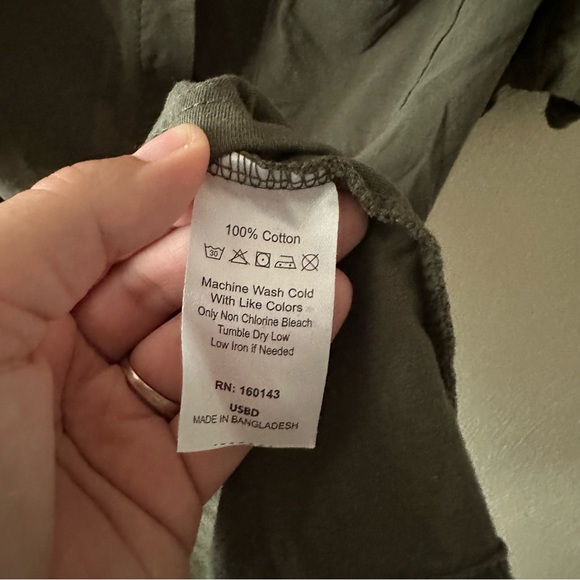 100% Cotton
30
Machine Wash Cold
With Like Colors
Only Non Chlorine Bleach
Tumble Dry Low
Low Iron if Needed
RN: 160143
USBD
MADE IN BANGLADESH